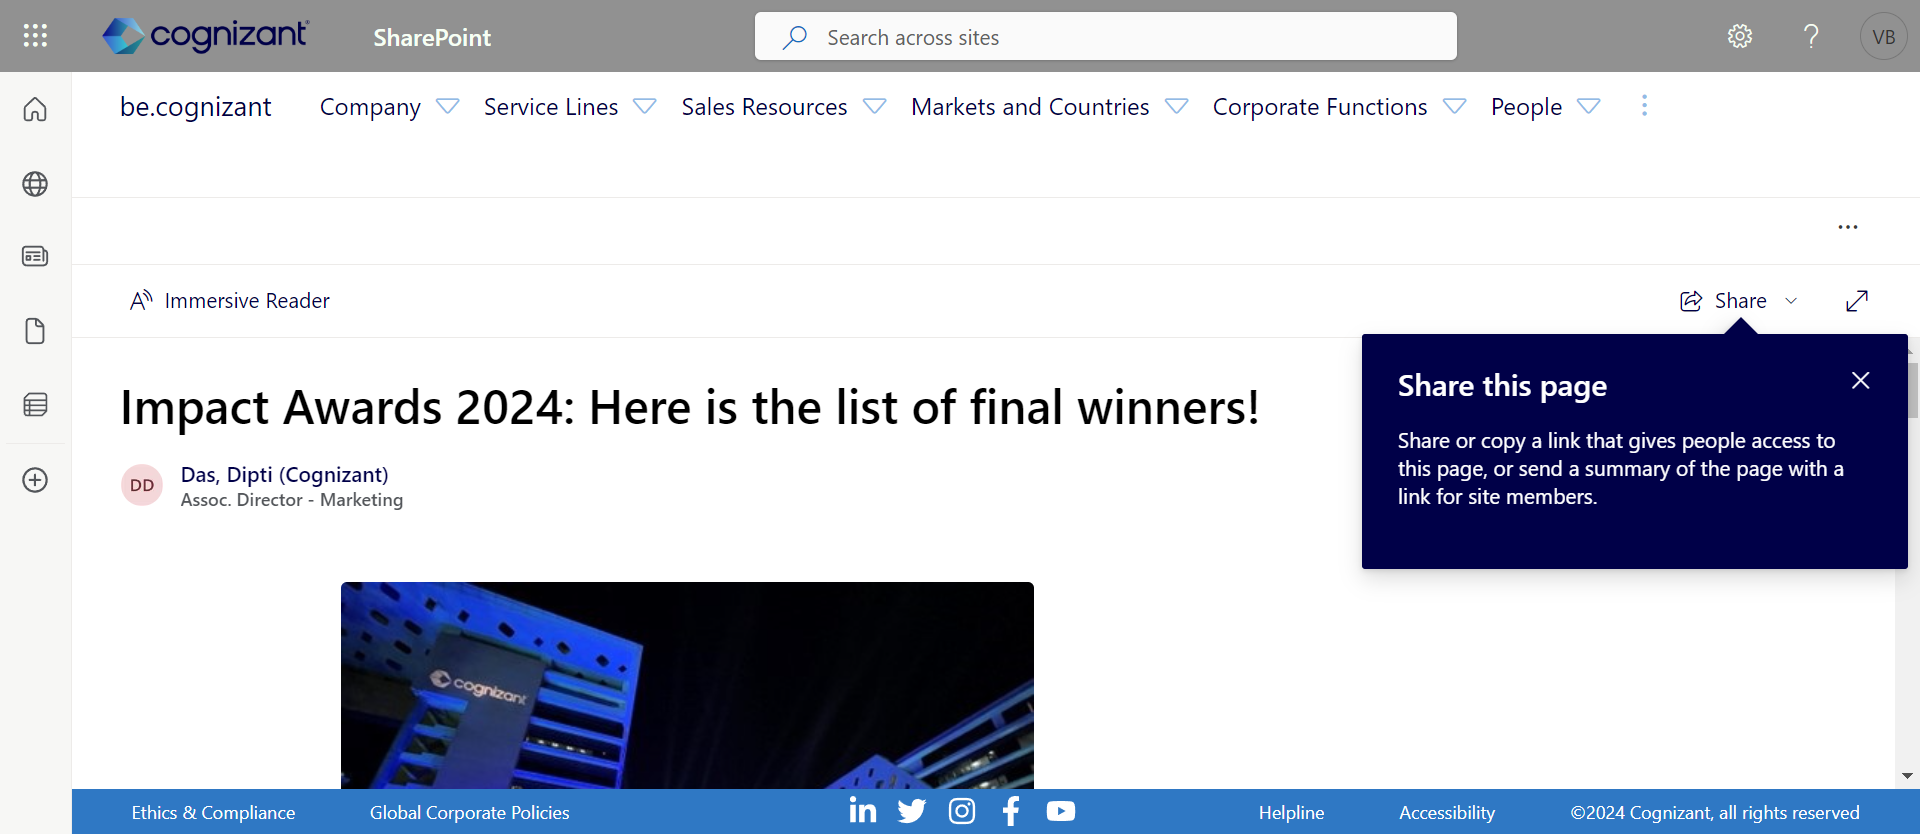 cognizant
SharePoint
Search across sites
VB
be.cognizant
Company
Service Lines
Sales Resources
Markets and Countries
Corporate Functions
People
Immersive Reader
Share
Share this page
Share or copy a link that gives people access to
this page, or send a summary of the page with a
link for site members.
Impact Awards 2024: Here is the list of final winners!
DD
Das, Dipti (Cognizant)
Assoc. Director - Marketing
cognizant
Ethics & Compliance
Global Corporate Policies
Helpline
Accessibility
©2024 Cognizant, all rights reserved